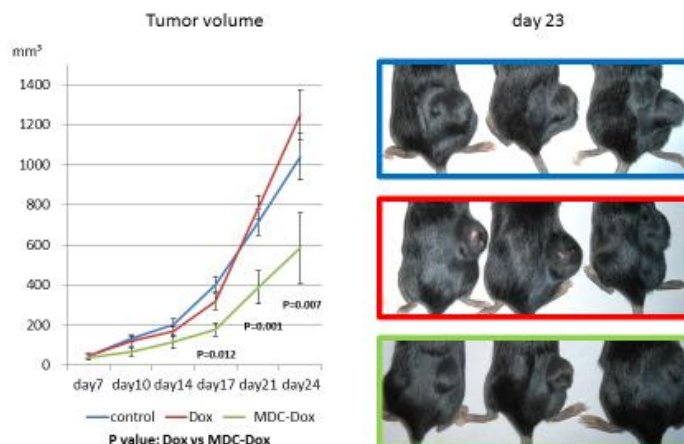 Tumor volume
day 23
mm³
1400
1200
1000
800
600
400
200
0
P=0.007
P=0.001
P=0.012
day7 day10 day14 day17 day21 day24
control Dox MDC-Dox
P value: Dox vs MDC-Dox